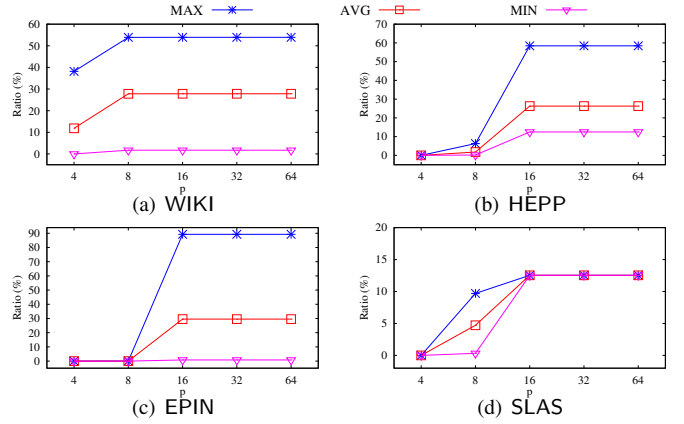 MAX AVG MIN
60
50
40
30
20
10
0
Ratio (%)
4 8 16 32 64
p
(a) WIKI
70
60
50
40
30
20
10
0
Ratio (%)
4 8 16 32 64
p
(b) HEPP
90
80
70
60
50
40
30
20
10
0
Ratio (%)
4 8 16 32 64
p
(c) EPIN
20
15
10
5
0
Ratio (%)
4 8 16 32 64
p
(d) SLAS